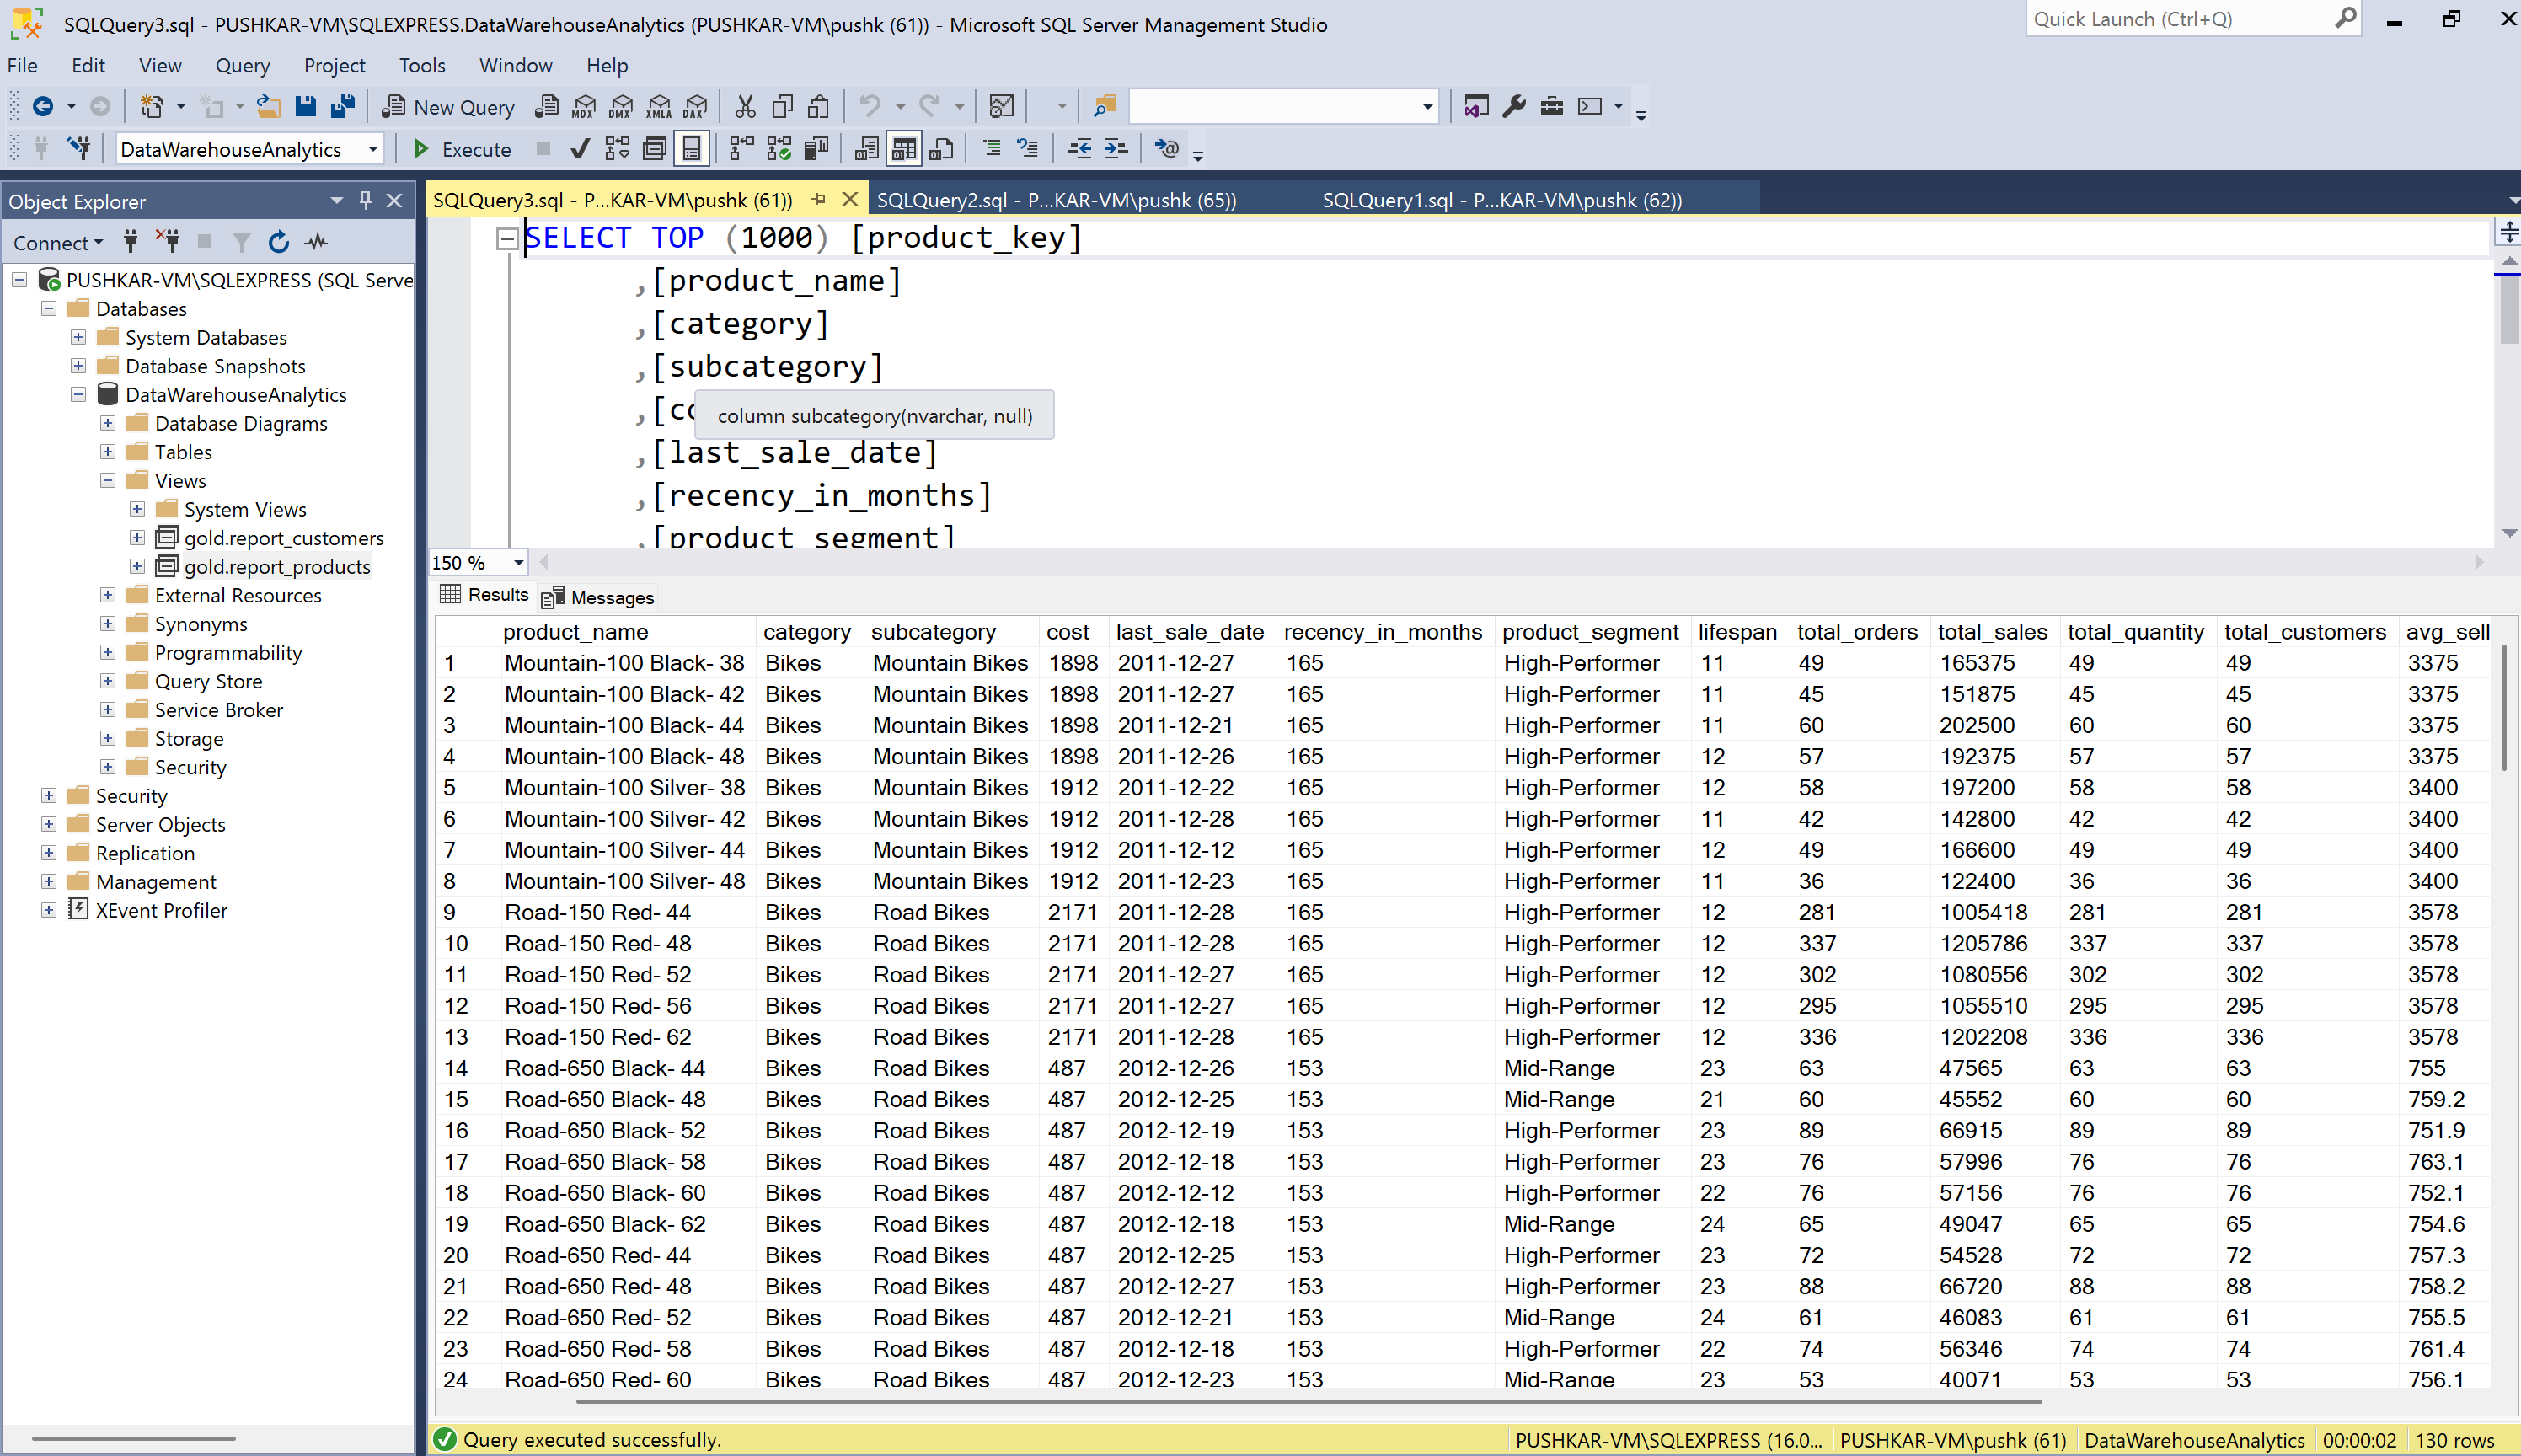 SQLQuery3.sql - PUSHKAR-VM\SQLEXPRESS.DataWarehouseAnalytics (PUSHKAR-VM\pushk (61)) - Microsoft SQL Server Management Studio
Quick Launch (Ctrl+Q)
File Edit View Query Project Tools Window Help
New Query MDX DMX XMLA DAX
DataWarehouseAnalytics Execute
Object Explorer
SQLQuery3.sql - P...KAR-VM\pushk (61)) SQLQuery2.sql - P...KAR-VM\pushk (65)) SQLQuery1.sql - P...KAR-VM\pushk (62))
Connect
PUSHKAR-VM\SQLEXPRESS (SQL Serve
Databases
System Databases
Database Snapshots
DataWarehouseAnalytics
Database Diagrams
Tables
Views
System Views
gold.report_customers
gold.report_products
External Resources
Synonyms
Programmability
Query Store
Service Broker
Storage
Security
Security
Server Objects
Replication
Management
XEvent Profiler
SELECT TOP (1000) [product_key]
,[product_name]
,[category]
,[subcategory]
,[co
column subcategory(nvarchar, null)
,[last_sale_date]
,[recency_in_months]
,[product_segment]
150 %
Results Messages
product_name category subcategory cost last_sale_date recency_in_months product_segment lifespan total_orders total_sales total_quantity total_customers avg_sell
1 Mountain-100 Black- 38 Bikes Mountain Bikes 1898 2011-12-27 165 High-Performer 11 49 165375 49 49 3375
2 Mountain-100 Black- 42 Bikes Mountain Bikes 1898 2011-12-27 165 High-Performer 11 45 151875 45 45 3375
3 Mountain-100 Black- 44 Bikes Mountain Bikes 1898 2011-12-21 165 High-Performer 11 60 202500 60 60 3375
4 Mountain-100 Black- 48 Bikes Mountain Bikes 1898 2011-12-26 165 High-Performer 12 57 192375 57 57 3375
5 Mountain-100 Silver- 38 Bikes Mountain Bikes 1912 2011-12-22 165 High-Performer 12 58 197200 58 58 3400
6 Mountain-100 Silver- 42 Bikes Mountain Bikes 1912 2011-12-28 165 High-Performer 11 42 142800 42 42 3400
7 Mountain-100 Silver- 44 Bikes Mountain Bikes 1912 2011-12-12 165 High-Performer 12 49 166600 49 49 3400
8 Mountain-100 Silver- 48 Bikes Mountain Bikes 1912 2011-12-23 165 High-Performer 11 36 122400 36 36 3400
9 Road-150 Red- 44 Bikes Road Bikes 2171 2011-12-28 165 High-Performer 12 281 1005418 281 281 3578
10 Road-150 Red- 48 Bikes Road Bikes 2171 2011-12-28 165 High-Performer 12 337 1205786 337 337 3578
11 Road-150 Red- 52 Bikes Road Bikes 2171 2011-12-27 165 High-Performer 12 302 1080556 302 302 3578
12 Road-150 Red- 56 Bikes Road Bikes 2171 2011-12-27 165 High-Performer 12 295 1055510 295 295 3578
13 Road-150 Red- 62 Bikes Road Bikes 2171 2011-12-28 165 High-Performer 12 336 1202208 336 336 3578
14 Road-650 Black- 44 Bikes Road Bikes 487 2012-12-26 153 Mid-Range 23 63 47565 63 63 755
15 Road-650 Black- 48 Bikes Road Bikes 487 2012-12-25 153 Mid-Range 21 60 45552 60 60 759.2
16 Road-650 Black- 52 Bikes Road Bikes 487 2012-12-19 153 High-Performer 23 89 66915 89 89 751.9
17 Road-650 Black- 58 Bikes Road Bikes 487 2012-12-18 153 High-Performer 23 76 57996 76 76 763.1
18 Road-650 Black- 60 Bikes Road Bikes 487 2012-12-12 153 High-Performer 22 76 57156 76 76 752.1
19 Road-650 Black- 62 Bikes Road Bikes 487 2012-12-18 153 Mid-Range 24 65 49047 65 65 754.6
20 Road-650 Red- 44 Bikes Road Bikes 487 2012-12-25 153 High-Performer 23 72 54528 72 72 757.3
21 Road-650 Red- 48 Bikes Road Bikes 487 2012-12-27 153 High-Performer 23 88 66720 88 88 758.2
22 Road-650 Red- 52 Bikes Road Bikes 487 2012-12-21 153 Mid-Range 24 61 46083 61 61 755.5
23 Road-650 Red- 58 Bikes Road Bikes 487 2012-12-18 153 High-Performer 22 74 56346 74 74 761.4
24 Road-650 Red- 60 Bikes Road Bikes 487 2012-12-23 153 Mid-Range 23 53 40071 53 53 756.1
Query executed successfully. PUSHKAR-VM\SQLEXPRESS (16.0... PUSHKAR-VM\pushk (61) DataWarehouseAnalytics 00:00:02 130 rows